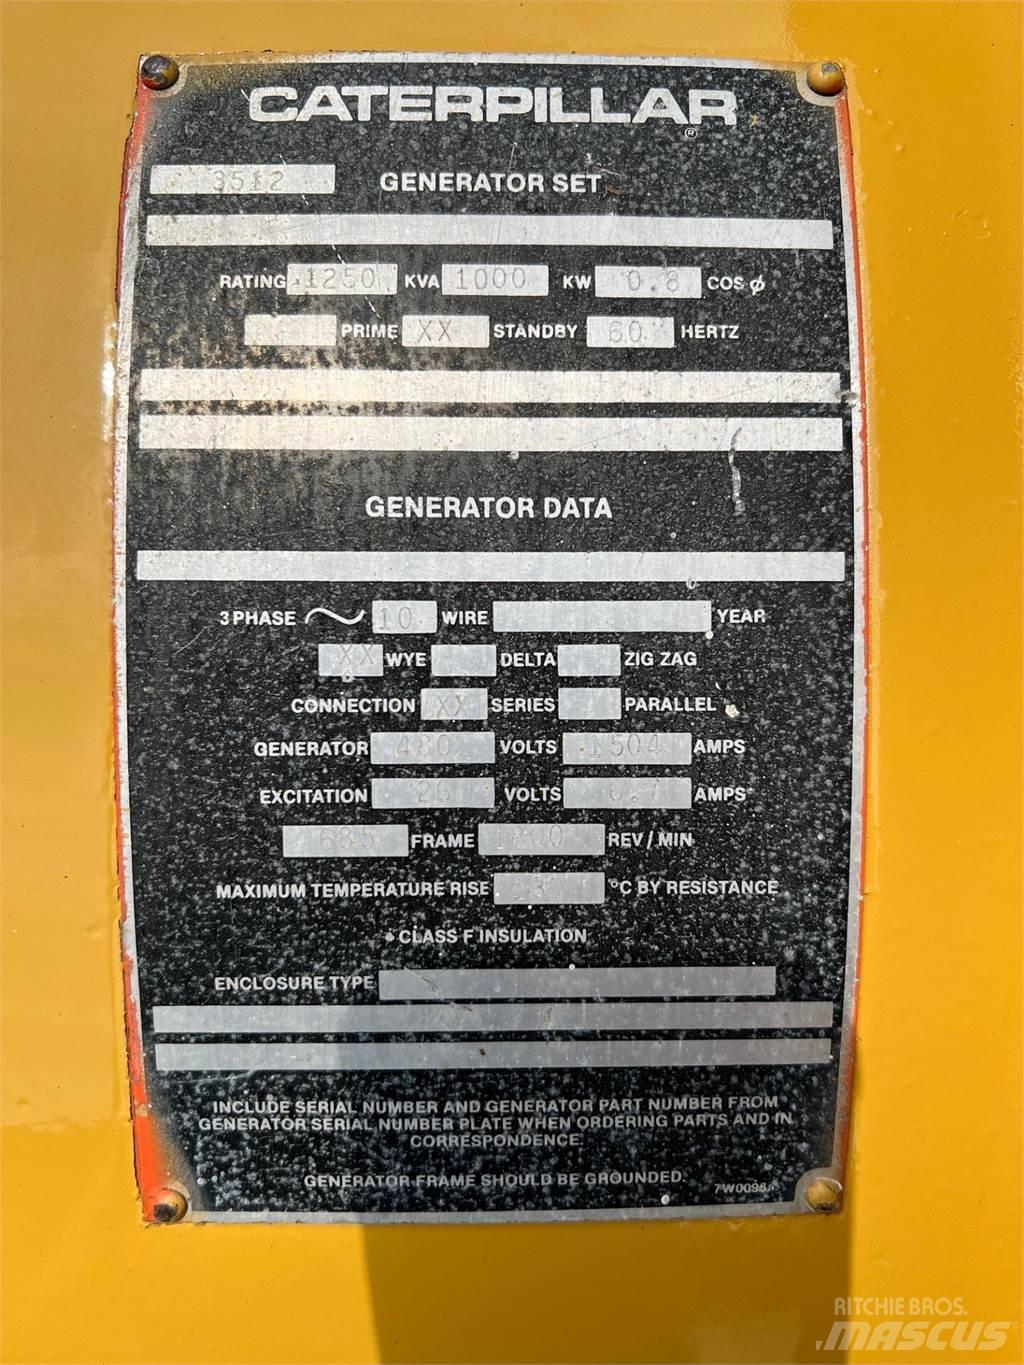 CATERPILLAR ®
3512 GENERATOR SET
RATING 1250 KVA 1000 KW 0.8 COS ϕ
PRIME XX STANDBY 60 HERTZ
GENERATOR DATA
3 PHASE ~ 10 WIRE YEAR
XX WYE DELTA ZIG ZAG
CONNECTION XX SERIES PARALLEL
GENERATOR 480 VOLTS 1504 AMPS
EXCITATION 26 VOLTS AMPS
685 FRAME 1800 REV/MIN
MAXIMUM TEMPERATURE RISE °C BY RESISTANCE
CLASS F INSULATION
ENCLOSURE TYPE
INCLUDE SERIAL NUMBER AND GENERATOR PART NUMBER FROM
GENERATOR SERIAL NUMBER PLATE WHEN ORDERING PARTS AND IN
CORRESPONDENCE.
GENERATOR FRAME SHOULD BE GROUNDED.
RITCHIE BROS.
MASCUS